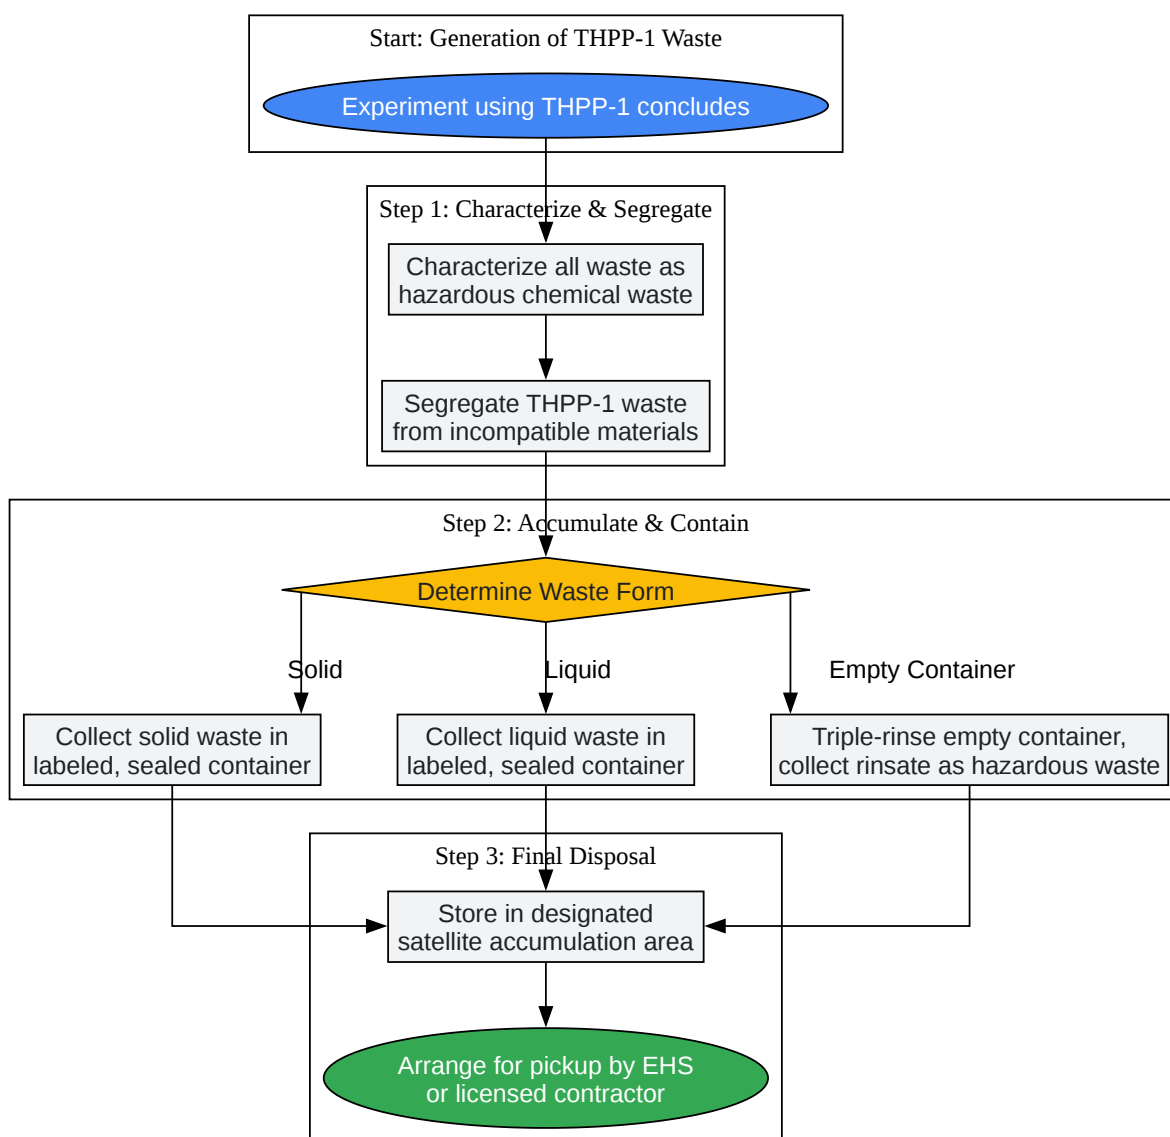 Start: Generation of THPP-1 Waste
Experiment using THPP-1 concludes
Step 1: Characterize & Segregate
Characterize all waste as
hazardous chemical waste
Segregate THPP-1 waste
from incompatible materials
Step 2: Accumulate & Contain
Determine Waste Form
Solid
Liquid
Empty Container
Collect solid waste in
labeled, sealed container
Collect liquid waste in
labeled, sealed container
Triple-rinse empty container,
collect rinsate as hazardous waste
Step 3: Final Disposal
Store in designated
satellite accumulation area
Arrange for pickup by EHS
or licensed contractor